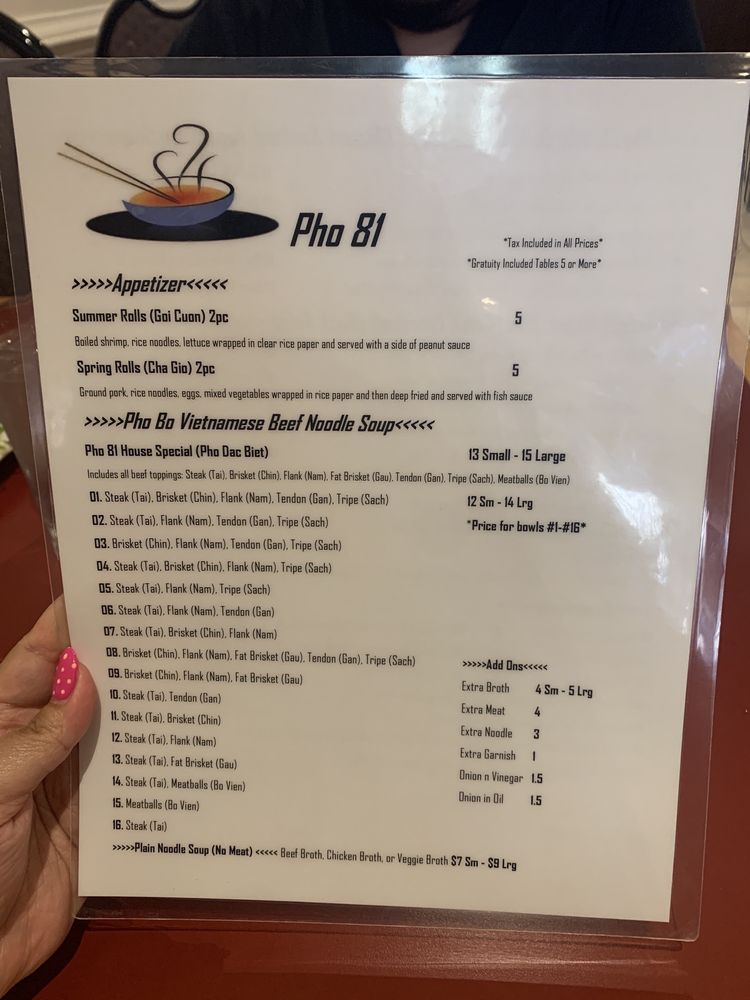 Pho 81
*Tax Included in All Prices*
*Gratuity Included Tables 5 or More*
>>>>>Appetizer<<<<<
Summer Rolls (Goi Cuon) 2pc 5
Boiled shrimp, rice noodles, lettuce wrapped in clear rice paper and served with a side of peanut sauce
Spring Rolls (Cha Gio) 2pc 5
Ground pork, rice noodles, eggs, mixed vegetables wrapped in rice paper and then deep fried and served with fish sauce
>>>>>Pho Bo Vietnamese Beef Noodle Soup<<<<<
Pho 81 House Special (Pho Dac Biet) 13 Small - 15 Large
Includes all beef toppings: Steak (Tai), Brisket (Chin), Flank (Nam), Fat Brisket (Gau), Tendon (Gan), Tripe (Sach), Meatballs (Bo Vien)
01. Steak (Tai), Brisket (Chin), Flank (Nam), Tendon (Gan), Tripe (Sach) 12 Sm - 14 Lrg
02. Steak (Tai), Flank (Nam), Tendon (Gan), Tripe (Sach) *Price for bowls #1-#16*
03. Brisket (Chin), Flank (Nam), Tendon (Gan), Tripe (Sach)
04. Steak (Tai), Brisket (Chin), Flank (Nam), Tripe (Sach)
05. Steak (Tai), Flank (Nam), Tripe (Sach)
06. Steak (Tai), Flank (Nam), Tendon (Gan)
07. Steak (Tai), Brisket (Chin), Flank (Nam)
08. Brisket (Chin), Flank (Nam), Fat Brisket (Gau), Tendon (Gan), Tripe (Sach)
09. Brisket (Chin), Flank (Nam), Fat Brisket (Gau)
10. Steak (Tai), Tendon (Gan)
11. Steak (Tai), Brisket (Chin)
12. Steak (Tai), Flank (Nam)
13. Steak (Tai), Fat Brisket (Gau)
14. Steak (Tai), Meatballs (Bo Vien)
15. Meatballs (Bo Vien)
16. Steak (Tai)
>>>>>Add Ons<<<<<
Extra Broth 4 Sm - 5 Lrg
Extra Meat 4
Extra Noodle 3
Extra Garnish 1
Onion n Vinegar 1.5
Onion in Oil 1.5
>>>>>Plain Noodle Soup (No Meat) <<<<< Beef Broth, Chicken Broth, or Veggie Broth $7 Sm - $9 Lrg